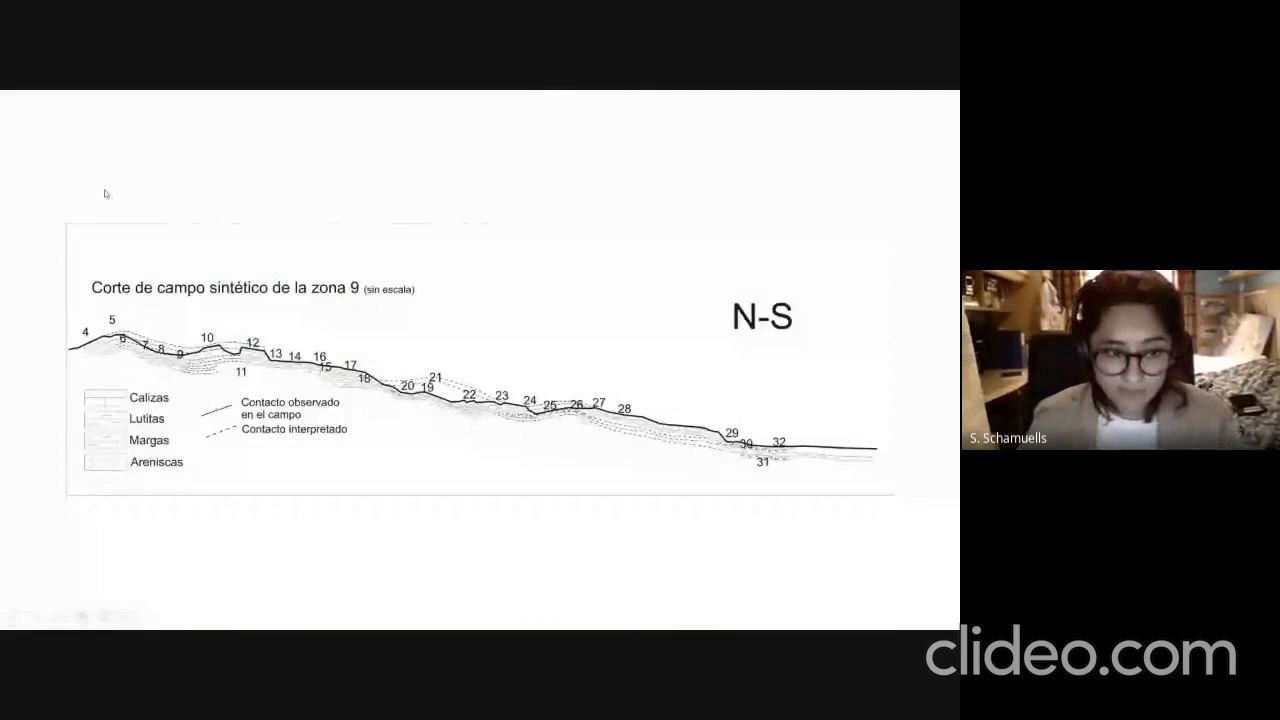 Corte de campo sintético de la zona 9 (sin escala)
N-S
4
5
6
7
8
9
10
11
12
13
14
16
15
17
18
20
19
21
22
23
24
25
26
27
28
29
30
31
32
Calizas
Lutitas
Margas
Areniscas
Contacto observado
en el campo
Contacto interpretado
S. Schamuells
clideo.com